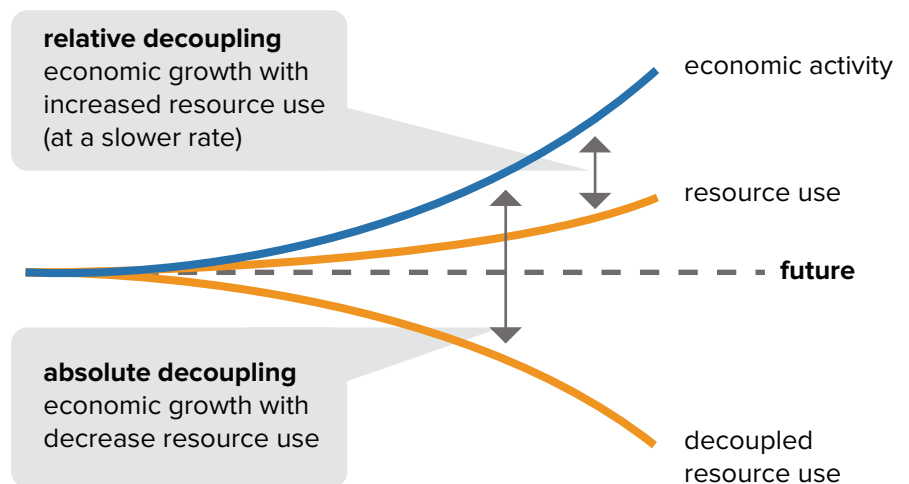 relative decoupling
economic growth with
increased resource use
(at a slower rate)
economic activity
resource use
future
absolute decoupling
economic growth with
decrease resource use
decoupled
resource use